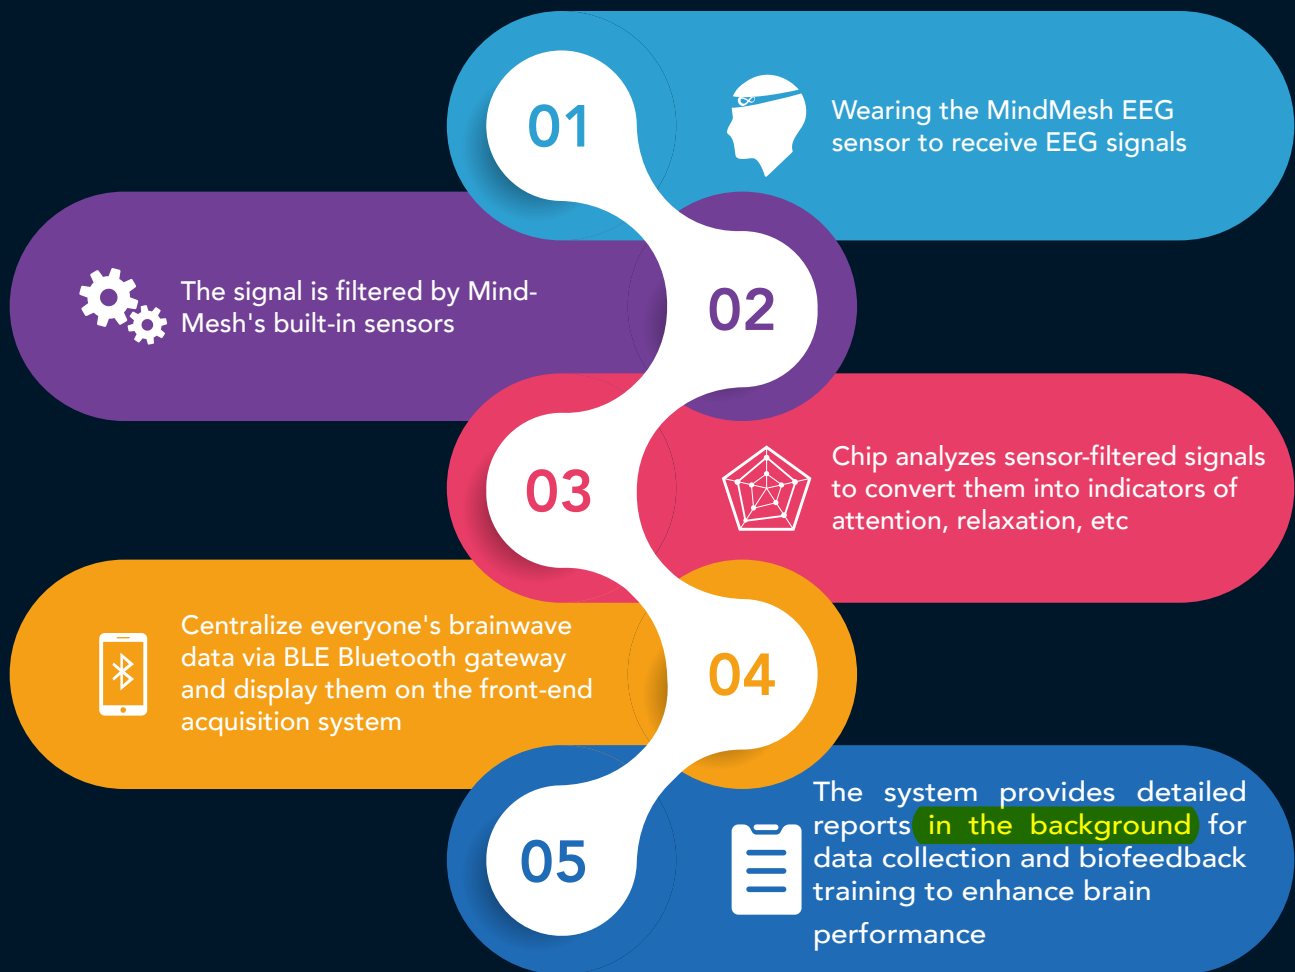 01
Wearing the MindMesh EEG
sensor to receive EEG signals
02
The signal is filtered by Mind-
Mesh's built-in sensors
03
Chip analyzes sensor-filtered signals
to convert them into indicators of
attention, relaxation, etc
04
Centralize everyone's brainwave
data via BLE Bluetooth gateway
and display them on the front-end
acquisition system
05
The system provides detailed
reports in the background for
data collection and biofeedback
training to enhance brain
performance